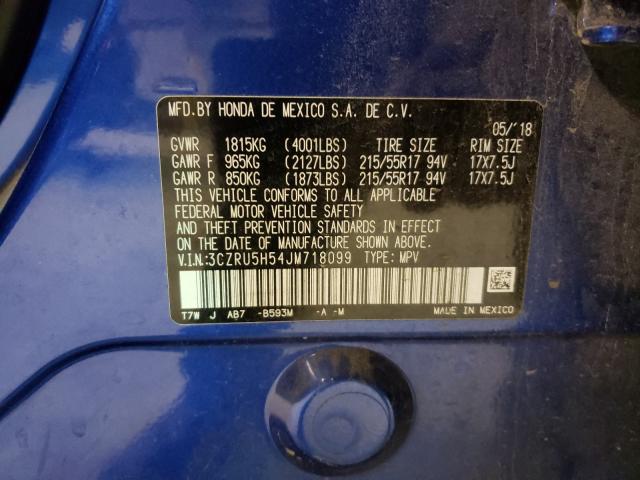 MFD.BY HONDA DE MEXICO S.A. DE C.V.
05/'18
GVWR 1815KG (4001LBS) TIRE SIZE RIM SIZE
GAWR F 965KG (2127LBS) 215/55R17 94V 17X7.5J
GAWR R 850KG (1873LBS) 215/55R17 94V 17X7.5J
THIS VEHICLE CONFORMS TO ALL APPLICABLE
FEDERAL MOTOR VEHICLE SAFETY
AND THEFT PREVENTION STANDARDS IN EFFECT
ON THE DATE OF MANUFACTURE SHOWN ABOVE.
V.I.N.:3CZRU5H54JM718099 TYPE: MPV
T7W J AB7 -B593M -A -M MADE IN MEXICO